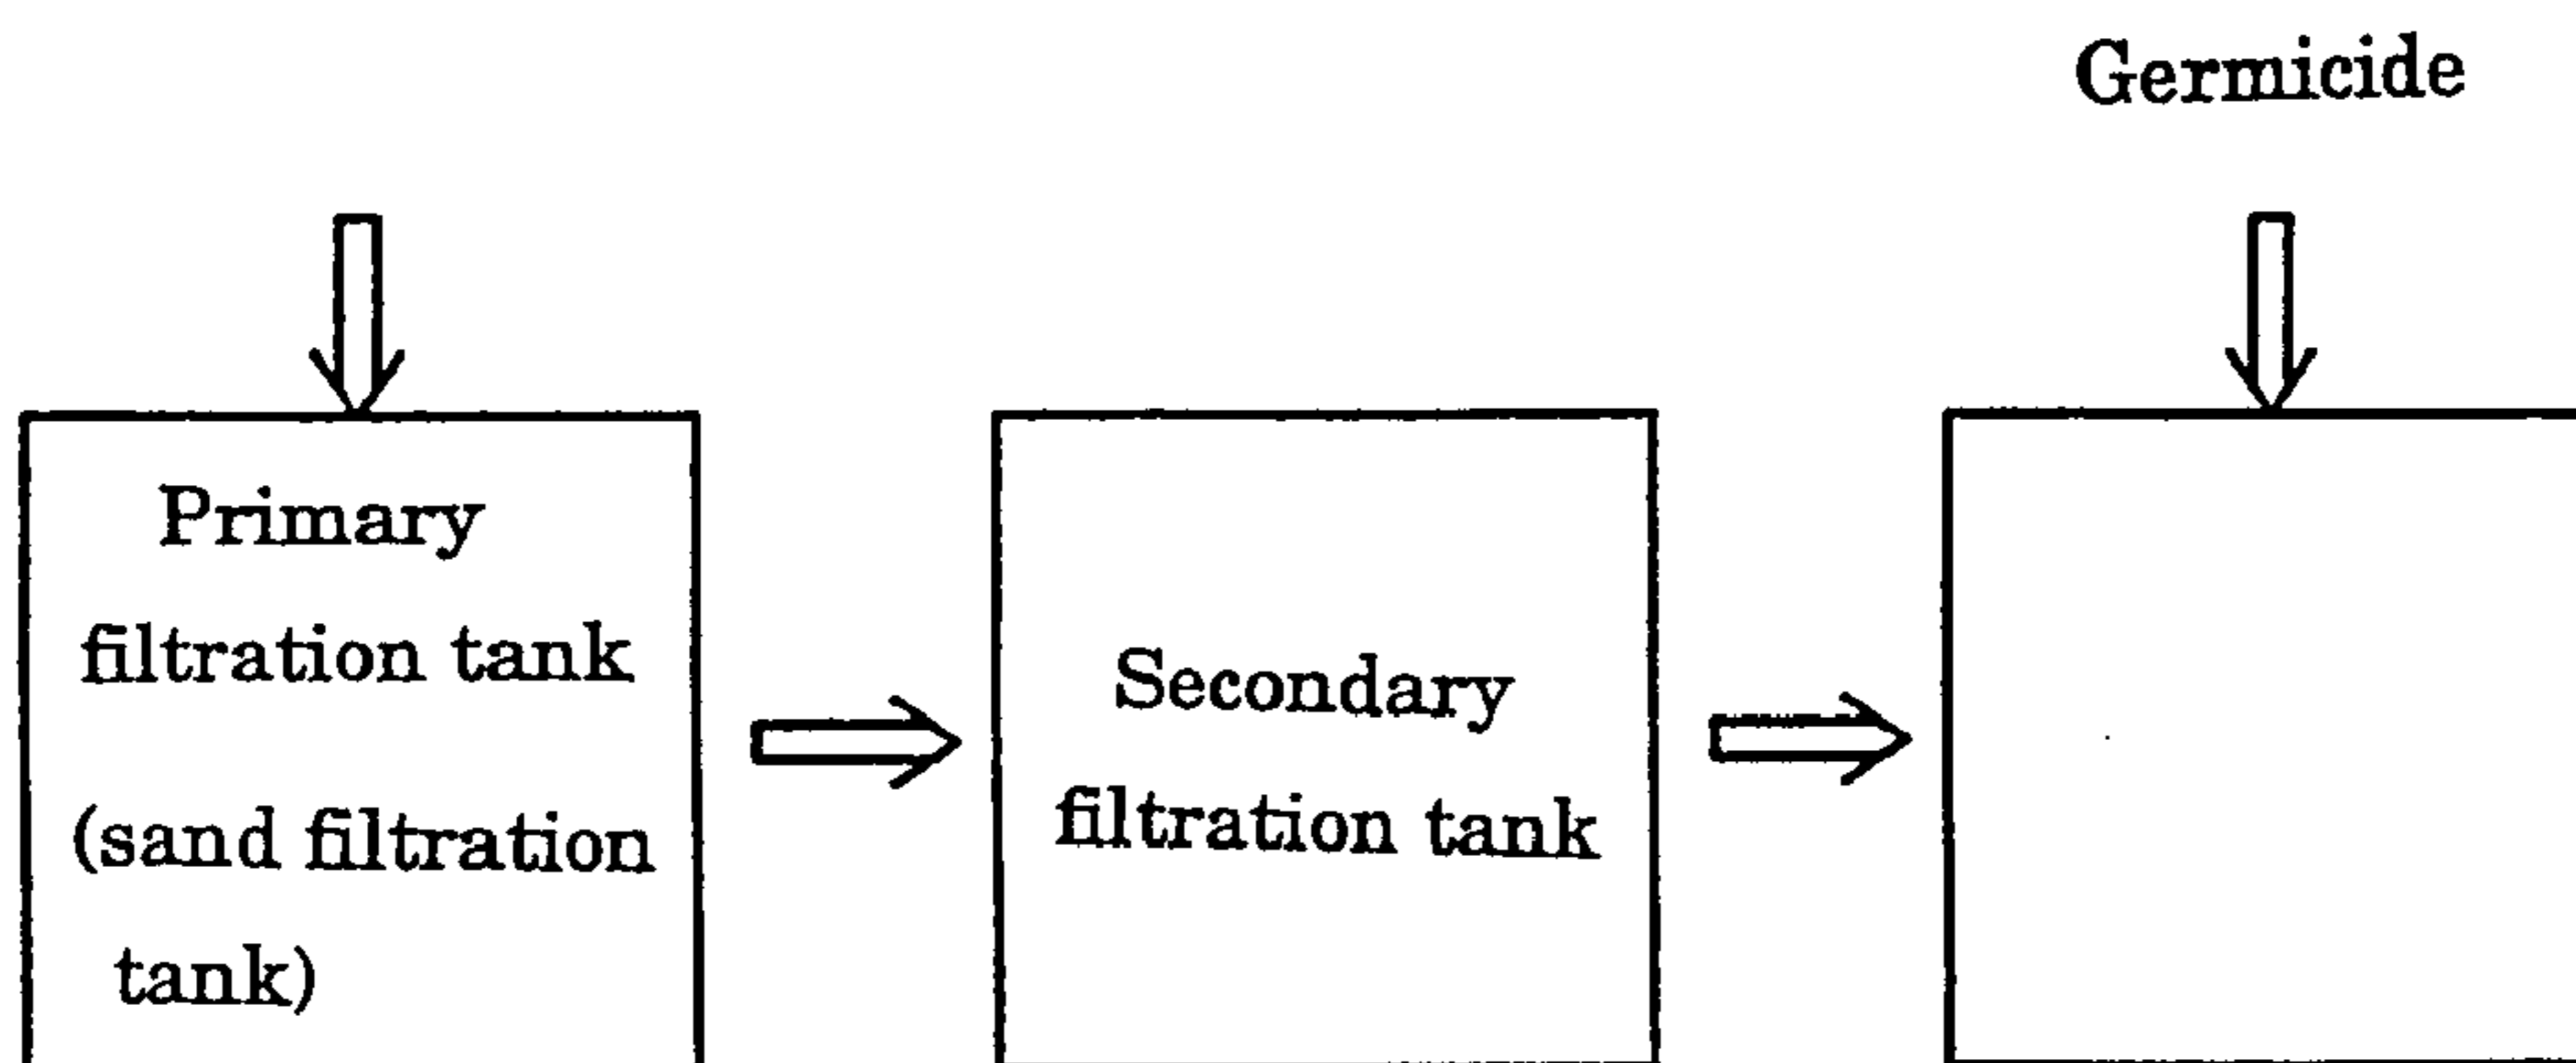 Germicide
Primary
filtration tank
(sand filtration
tank)
Secondary
filtration tank